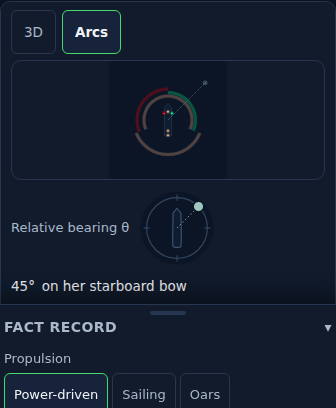 3D Arcs
Relative bearing θ
45° on her starboard bow
FACT RECORD ▼
Propulsion
Power-driven Sailing Oars